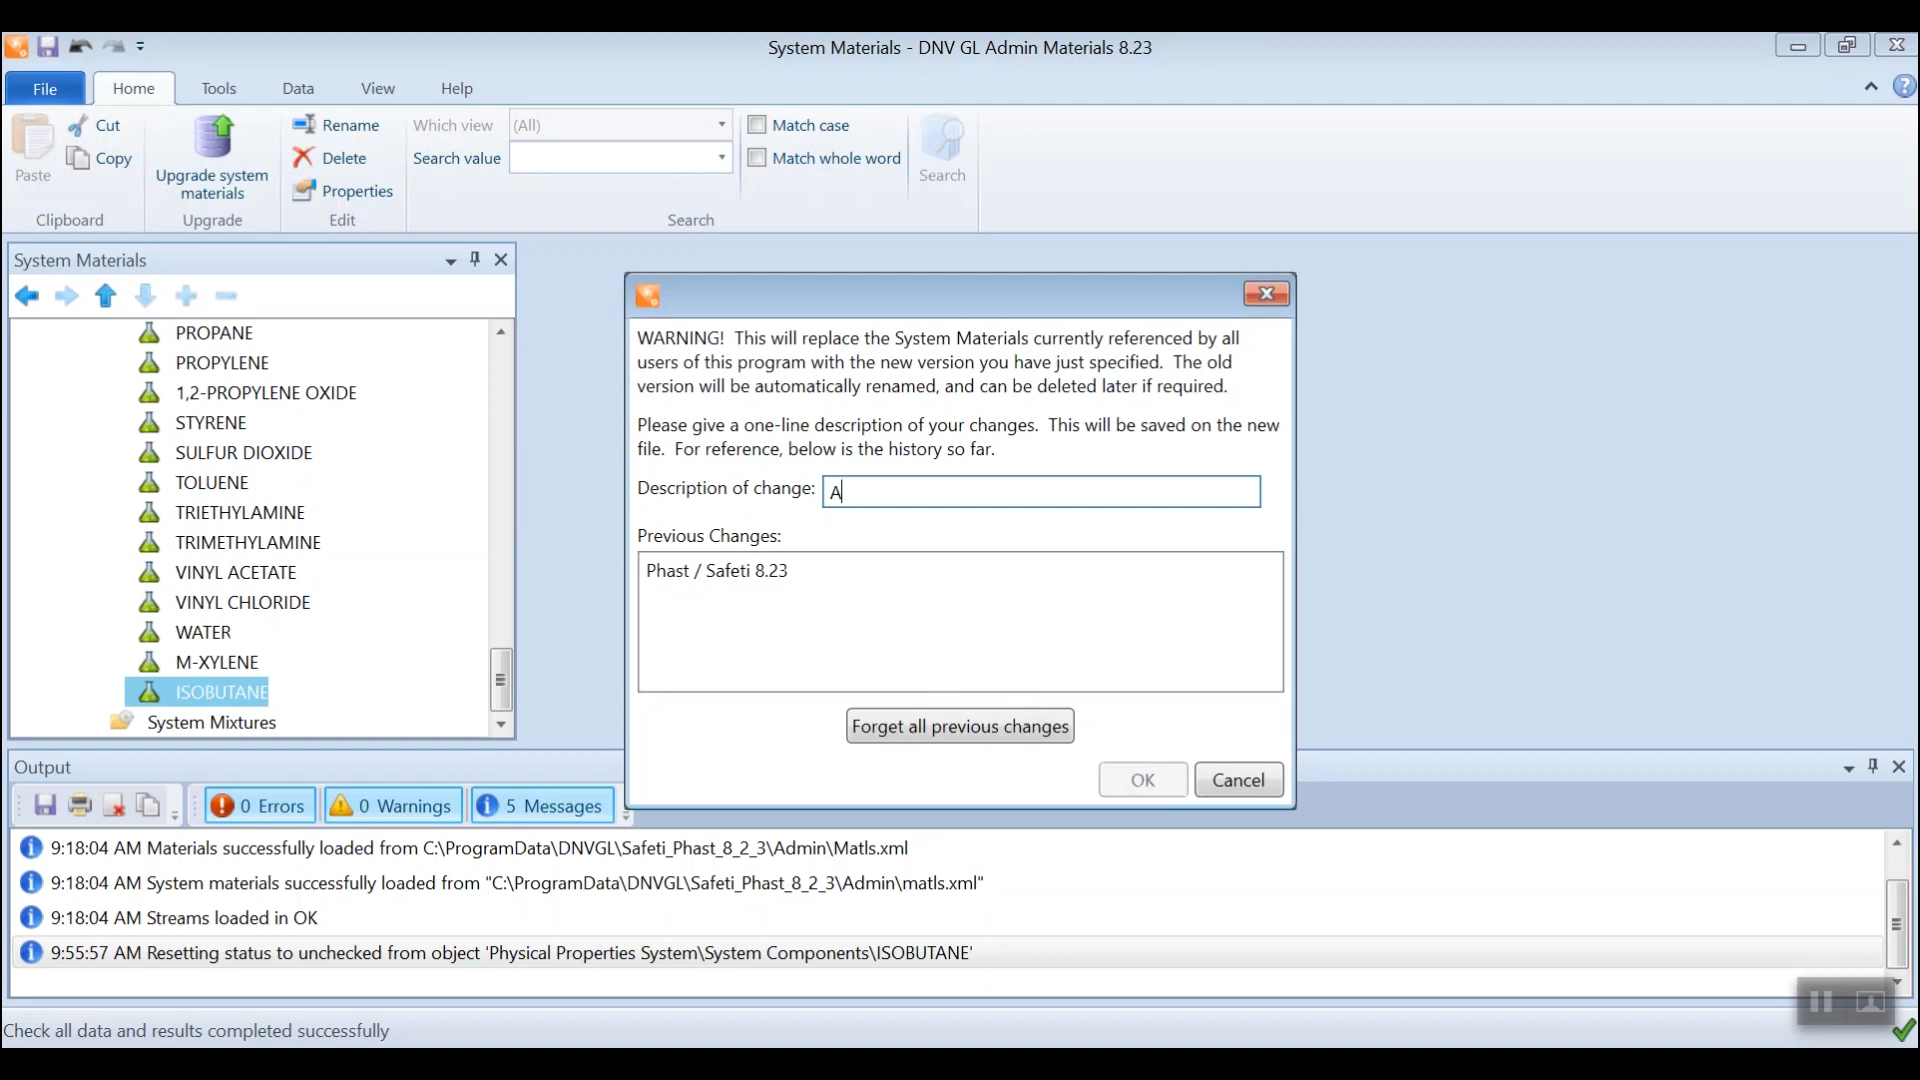 System Materials - DNV GL Admin Materials 8.23
File Home Tools Data View Help
Paste
Cut
Copy
Clipboard
Upgrade system
materials
Upgrade
Rename
Delete
Properties
Edit
Which view (All)
Search value
Match case
Match whole word
Search
Search
System Materials
PROPANE
PROPYLENE
1,2-PROPYLENE OXIDE
STYRENE
SULFUR DIOXIDE
TOLUENE
TRIETHYLAMINE
TRIMETHYLAMINE
VINYL ACETATE
VINYL CHLORIDE
WATER
M-XYLENE
ISOBUTANE
System Mixtures
WARNING! This will replace the System Materials currently referenced by all
users of this program with the new version you have just specified. The old
version will be automatically renamed, and can be deleted later if required.
Please give a one-line description of your changes. This will be saved on the new
file. For reference, below is the history so far.
Description of change: A
Previous Changes:
Phast / Safeti 8.23
Forget all previous changes
OK Cancel
Output
0 Errors 0 Warnings 5 Messages
9:18:04 AM Materials successfully loaded from C:\ProgramData\DNVGL\Safeti_Phast_8_2_3\Admin\Matls.xml
9:18:04 AM System materials successfully loaded from "C:\ProgramData\DNVGL\Safeti_Phast_8_2_3\Admin\matls.xml"
9:18:04 AM Streams loaded in OK
9:55:57 AM Resetting status to unchecked from object 'Physical Properties System\System Components\ISOBUTANE'
Check all data and results completed successfully